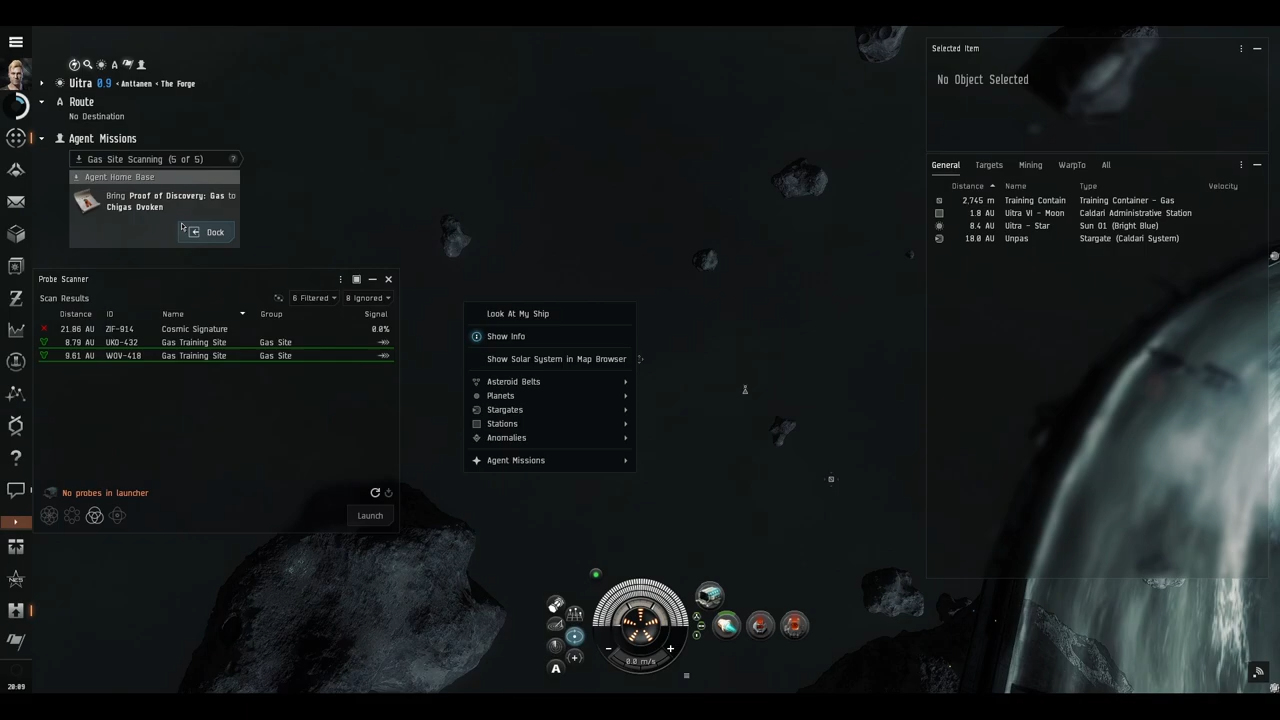 Uitra 0.9 < Anttanen < The Forge
Route
No Destination
Agent Missions
Gas Site Scanning (5 of 5) ?
Agent Home Base
Bring Proof of Discovery: Gas to
Chigas Ovoken
Dock
Probe Scanner
Scan Results 6 Filtered 8 Ignored
Distance ID Name Group Signal
21.86 AU ZIF-914 Cosmic Signature 0.0%
8.79 AU UKO-432 Gas Training Site Gas Site
9.61 AU WOV-418 Gas Training Site Gas Site
No probes in launcher
Launch
Look At My Ship
Show Info
Show Solar System in Map Browser
Asteroid Belts
Planets
Stargates
Stations
Anomalies
Agent Missions
Selected Item
No Object Selected
General Targets Mining WarpTo All
Distance Name Type Velocity
2,745 m Training Contain Training Container - Gas
1.8 AU Uitra VI - Moon Caldari Administrative Station
8.4 AU Uitra - Star Sun O1 (Bright Blue)
18.0 AU Unpas Stargate (Caldari System)
0.0 m/s
NES
20:09